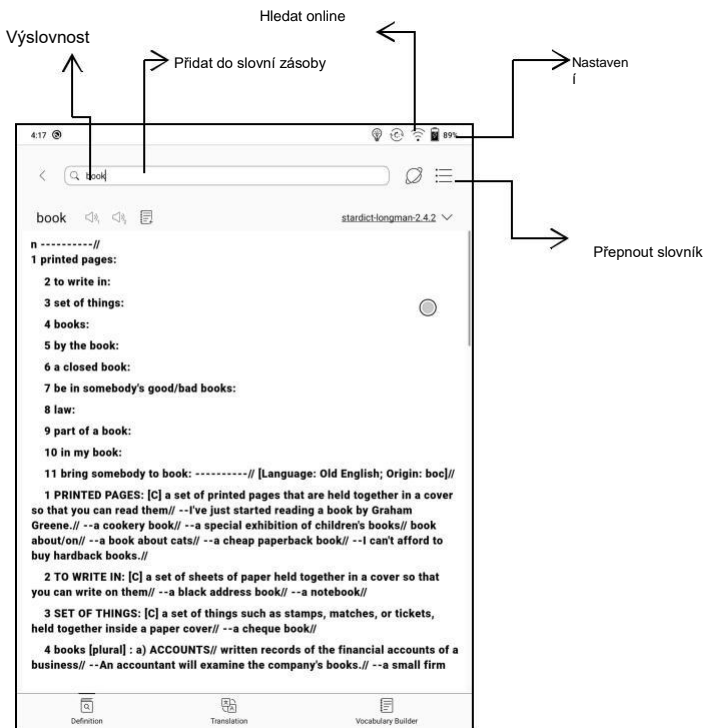 Hledat online
Výslovnost
Přidat do slovní zásoby
Nastaven
í
4:17
89%
book
book
stardict-longman-2.4.2
Přepnout slovník
n ----------//
1 printed pages:
2 to write in:
3 set of things:
4 books:
5 by the book:
6 a closed book:
7 be in somebody's good/bad books:
8 law:
9 part of a book:
10 in my book:
11 bring somebody to book: ----------// [Language: Old English; Origin: boc]//
1 PRINTED PAGES: [C] a set of printed pages that are held together in a cover
so that you can read them// --I've just started reading a book by Graham
Greene.// --a cookery book// --a special exhibition of children's books// book
about/on// --a book about cats// --a cheap paperback book// --I can't afford to
buy hardback books.//
2 TO WRITE IN: [C] a set of sheets of paper held together in a cover so that
you can write on them// --a black address book// --a notebook//
3 SET OF THINGS: [C] a set of things such as stamps, matches, or tickets,
held together inside a paper cover// --a cheque book//
4 books [plural] : a) ACCOUNTS// written records of the financial accounts of a
business// --An accountant will examine the company's books.// --a small firm
Definition
Translation
Vocabulary Builder